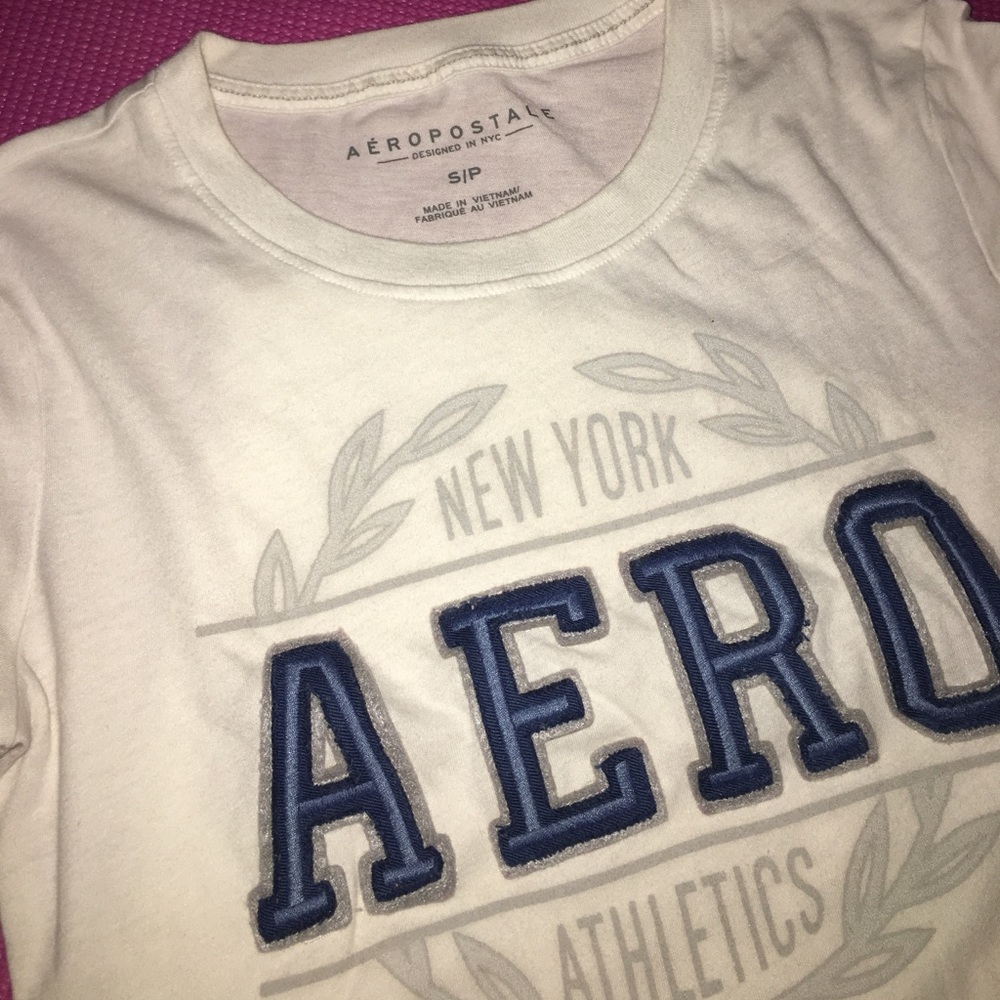 AÉROPOSTALE
DESIGNED IN NYC
S/P
MADE IN VIETNAM/
FABRIQUÉ AU VIETNAM
NEW YORK
AERO
ATHLETICS